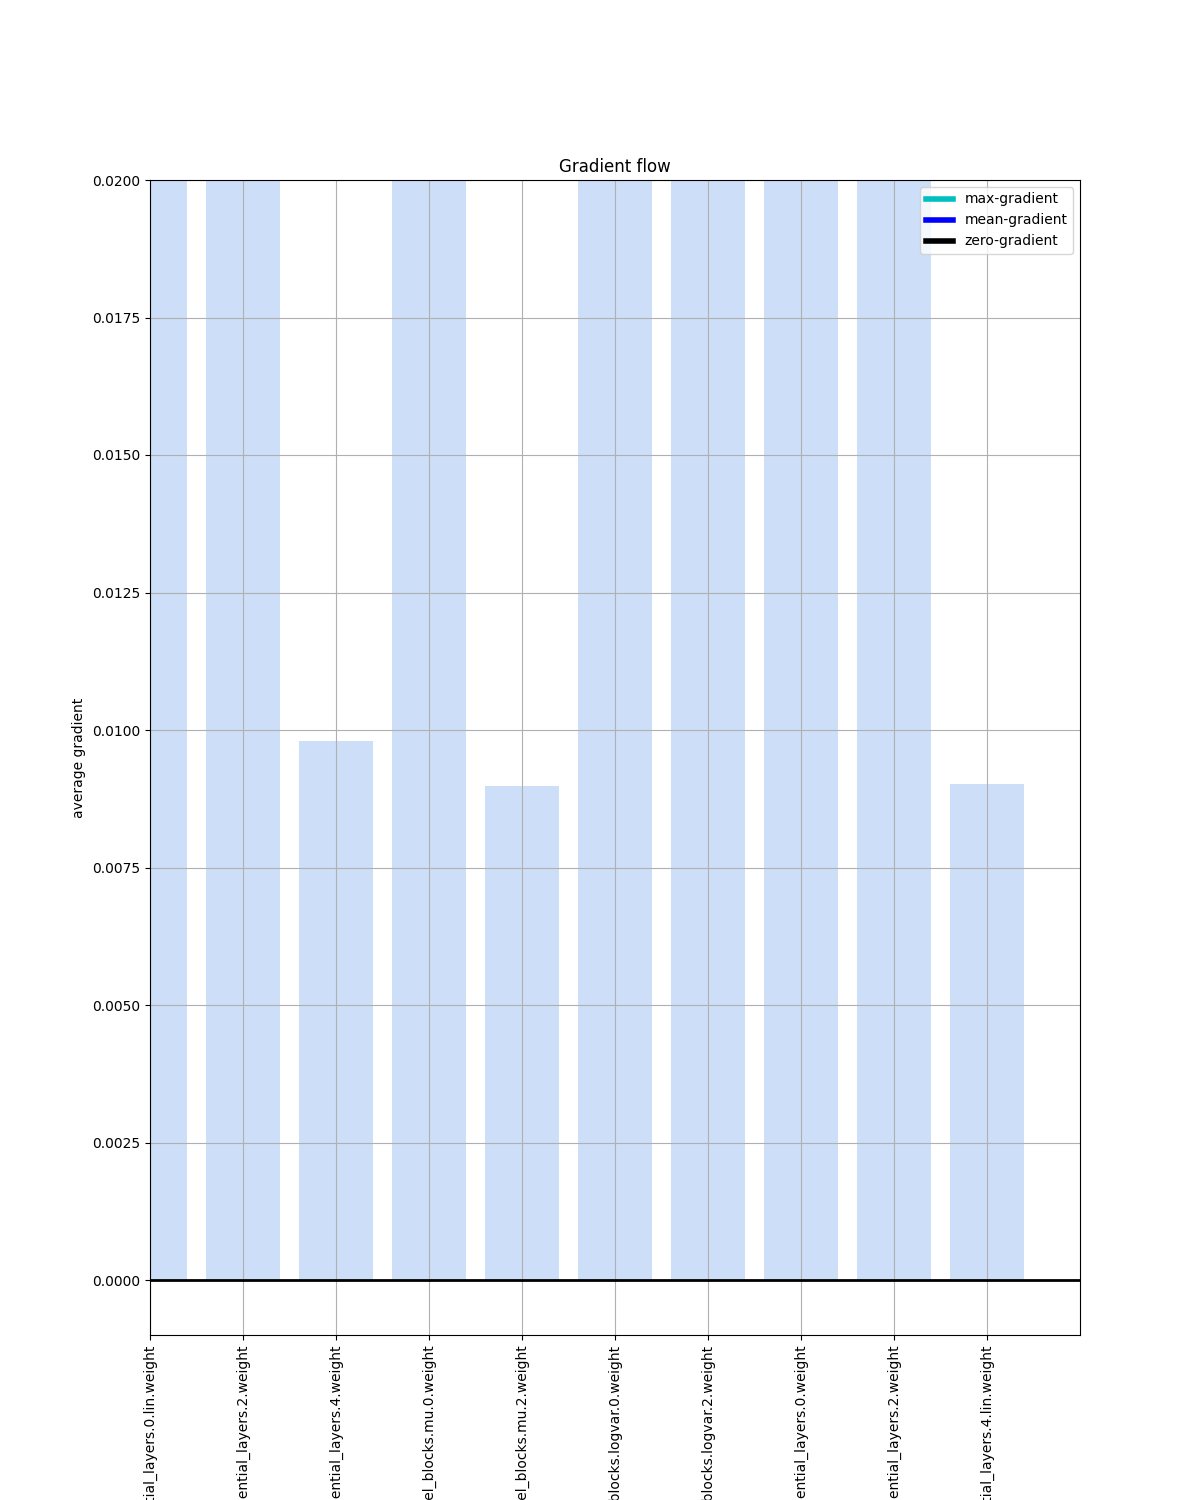 Gradient flow
max-gradient
mean-gradient
zero-gradient
0.0200
0.0175
0.0150
0.0125
0.0100
0.0075
0.0050
0.0025
0.0000
average gradient
tial_layers.0.lin.weight
ential_layers.2.weight
ential_layers.4.weight
el_blocks.mu.0.weight
el_blocks.mu.2.weight
blocks.logvar.0.weight
blocks.logvar.2.weight
ential_layers.0.weight
ential_layers.2.weight
tial_layers.4.lin.weight